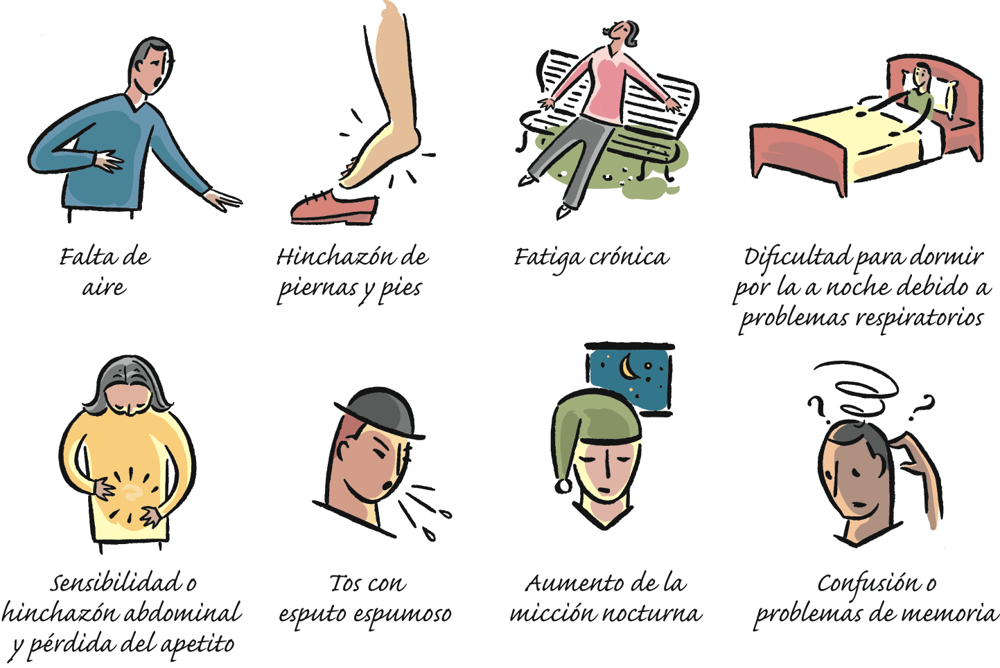 Falta de
aire
Hinchazón de
piernas y pies
Fatiga crónica
Dificultad para dormir
por la a noche debido a
problemas respiratorios
Sensibilidad o
hinchazón abdominal
y pérdida del apetito
Tos con
esputo espumoso
Aumento de la
micción nocturna
Confusión o
problemas de memoria